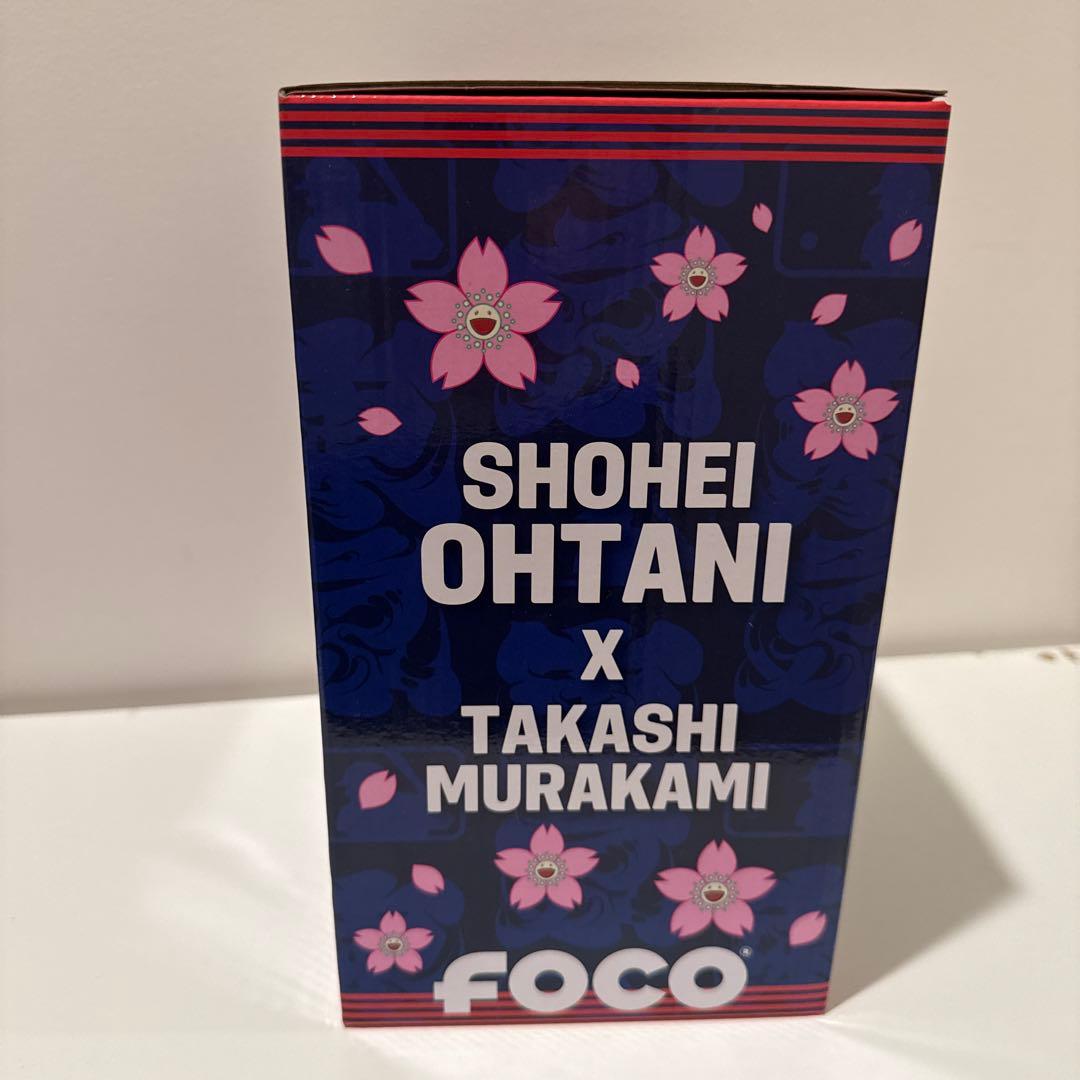 SHOHEI
OHTANI
X
TAKASHI
MURAKAMI
FOCO®